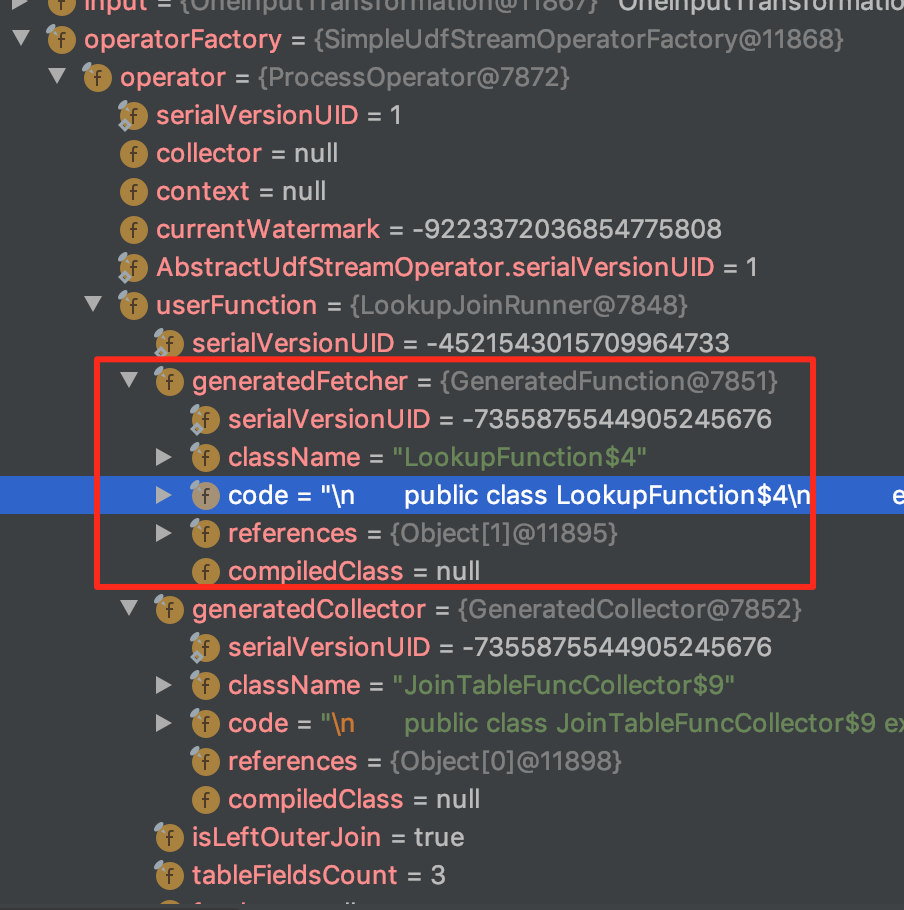 input = {OneInputTransformation@11867} "OneInputTransformatio
operatorFactory = {SimpleUdfStreamOperatorFactory@11868}
operator = {ProcessOperator@7872}
serialVersionUID = 1
collector = null
context = null
currentWatermark = -9223372036854775808
AbstractUdfStreamOperator.serialVersionUID = 1
userFunction = {LookupJoinRunner@7848}
serialVersionUID = -4521543015709964733
generatedFetcher = {GeneratedFunction@7851}
serialVersionUID = -7355875544905245676
className = "LookupFunction$4"
code = "\n      public class LookupFunction$4\n          e
references = {Object[1]@11895}
compiledClass = null
generatedCollector = {GeneratedCollector@7852}
serialVersionUID = -7355875544905245676
className = "JoinTableFuncCollector$9"
code = "\n      public class JoinTableFuncCollector$9 ex
references = {Object[0]@11898}
compiledClass = null
isLeftOuterJoin = true
tableFieldsCount = 3